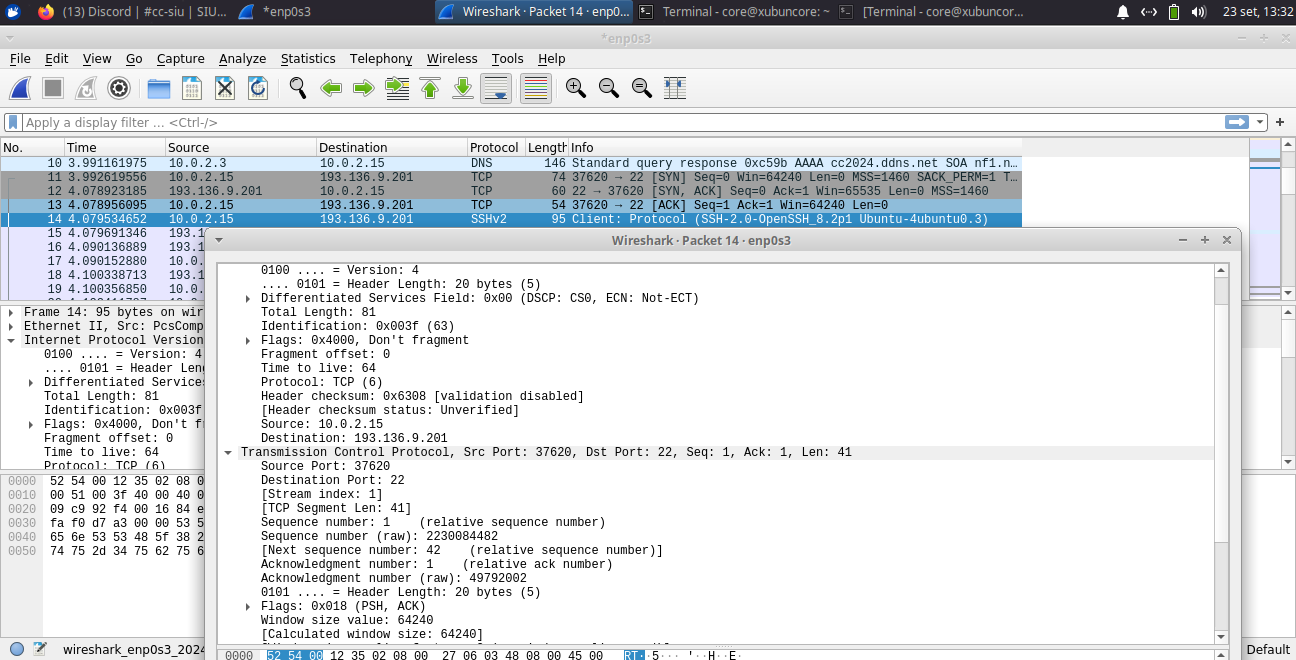 (13) Discord | #cc-siu | SIU...
*enp0s3
Wireshark · Packet 14 · enp0...
Terminal - core@xubuncore: ~
[Terminal - core@xubuncor...
23 set, 13:32
*enp0s3
File Edit View Go Capture Analyze Statistics Telephony Wireless Tools Help
Apply a display filter ... <Ctrl-/>
No. Time Source Destination Protocol Length Info
10 3.991161975 10.0.2.3 10.0.2.15 DNS 146 Standard query response 0xc59b AAAA cc2024.ddns.net SOA nf1.n...
11 3.992619556 10.0.2.15 193.136.9.201 TCP 74 37620 → 22 [SYN] Seq=0 Win=64240 Len=0 MSS=1460 SACK_PERM=1 T...
12 4.078923185 193.136.9.201 10.0.2.15 TCP 60 22 → 37620 [SYN, ACK] Seq=0 Ack=1 Win=65535 Len=0 MSS=1460
13 4.078956095 10.0.2.15 193.136.9.201 TCP 54 37620 → 22 [ACK] Seq=1 Ack=1 Win=64240 Len=0
14 4.079534652 10.0.2.15 193.136.9.201 SSHv2 95 Client: Protocol (SSH-2.0-OpenSSH_8.2p1 Ubuntu-4ubuntu0.3)
15 4.079691346 193.1
16 4.090136889 193.1
17 4.090152880 10.0.
18 4.100338713 193.1
19 4.100356850 10.0.
Frame 14: 95 bytes on wir
Ethernet II, Src: PcsComp
Internet Protocol Version
0100 .... = Version: 4
.... 0101 = Header Leng
Differentiated Services
Total Length: 81
Identification: 0x003f
Flags: 0x4000, Don't fr
Fragment offset: 0
Time to live: 64
Protocol: TCP (6)
0000 52 54 00 12 35 02 08 0
0010 00 51 00 3f 40 00 40 0
0020 09 c9 92 f4 00 16 84 e
0030 fa f0 d7 a3 00 00 53 5
0040 65 6e 53 53 48 5f 38 2
0050 74 75 2d 34 75 62 75 6
wireshark_enp0s3_2024
Default
Wireshark · Packet 14 · enp0s3
0100 .... = Version: 4
.... 0101 = Header Length: 20 bytes (5)
Differentiated Services Field: 0x00 (DSCP: CS0, ECN: Not-ECT)
Total Length: 81
Identification: 0x003f (63)
Flags: 0x4000, Don't fragment
Fragment offset: 0
Time to live: 64
Protocol: TCP (6)
Header checksum: 0x6308 [validation disabled]
[Header checksum status: Unverified]
Source: 10.0.2.15
Destination: 193.136.9.201
Transmission Control Protocol, Src Port: 37620, Dst Port: 22, Seq: 1, Ack: 1, Len: 41
Source Port: 37620
Destination Port: 22
[Stream index: 1]
[TCP Segment Len: 41]
Sequence number: 1 (relative sequence number)
Sequence number (raw): 2230084482
[Next sequence number: 42 (relative sequence number)]
Acknowledgment number: 1 (relative ack number)
Acknowledgment number (raw): 49792002
0101 .... = Header Length: 20 bytes (5)
Flags: 0x018 (PSH, ACK)
Window size value: 64240
[Calculated window size: 64240]
0000 52 54 00 12 35 02 08 00 27 06 03 48 08 00 45 00 RT··5··· '··H··E·